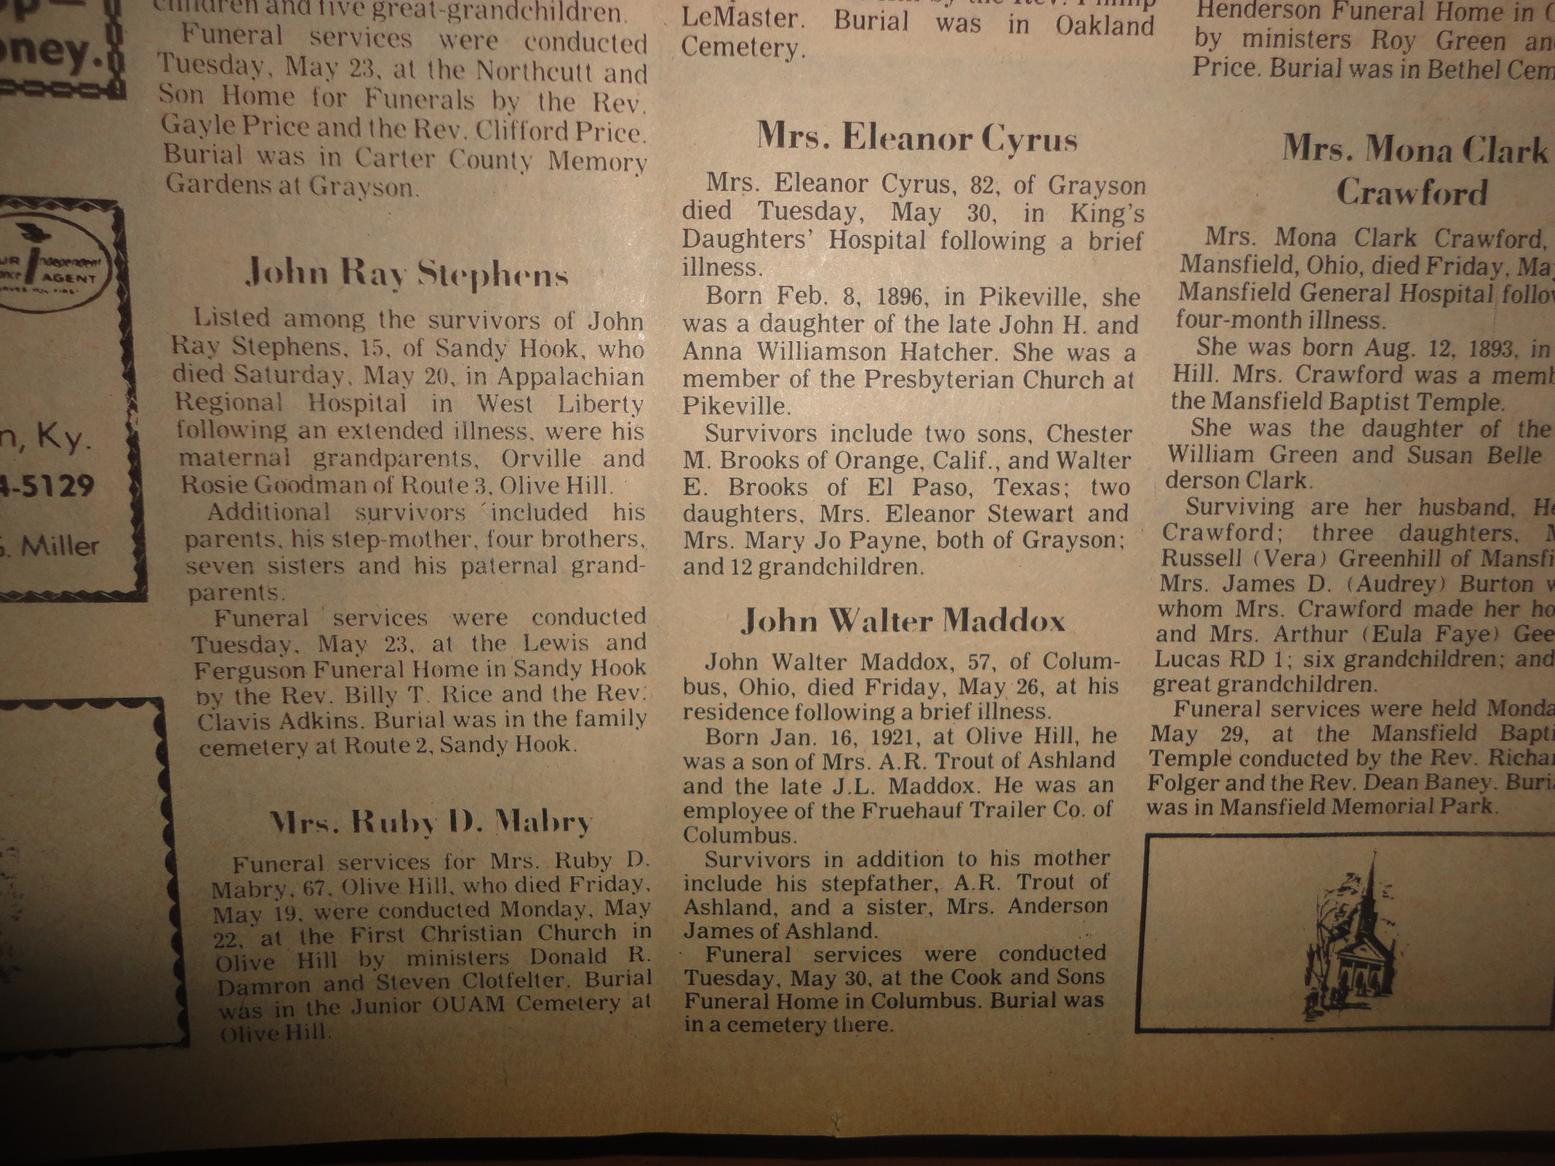 oney.
OUR Independent
AGENT
n, Ky.
4-5129
S. Miller
children and five great-grandchildren.
Funeral services were conducted
Tuesday, May 23, at the Northcutt and
Son Home for Funerals by the Rev.
Gayle Price and the Rev. Clifford Price.
Burial was in Carter County Memory
Gardens at Grayson.
John Ray Stephens
Listed among the survivors of John
Ray Stephens, 15, of Sandy Hook, who
died Saturday, May 20, in Appalachian
Regional Hospital in West Liberty
following an extended illness, were his
maternal grandparents, Orville and
Rosie Goodman of Route 3, Olive Hill.
Additional survivors included his
parents, his step-mother, four brothers,
seven sisters and his paternal grand-
parents.
Funeral services were conducted
Tuesday, May 23, at the Lewis and
Ferguson Funeral Home in Sandy Hook
by the Rev. Billy T. Rice and the Rev.
Clavis Adkins. Burial was in the family
cemetery at Route 2, Sandy Hook.
Mrs. Ruby D. Mabry
Funeral services for Mrs. Ruby D.
Mabry, 67, Olive Hill, who died Friday,
May 19, were conducted Monday, May
22, at the First Christian Church in
Olive Hill by ministers Donald R.
Damron and Steven Clotfelter. Burial
was in the Junior OUAM Cemetery at
Olive Hill.
LeMaster. Burial was in Oakland
Cemetery.
Mrs. Eleanor Cyrus
Mrs. Eleanor Cyrus, 82, of Grayson
died Tuesday, May 30, in King's
Daughters' Hospital following a brief
illness.
Born Feb. 8, 1896, in Pikeville, she
was a daughter of the late John H. and
Anna Williamson Hatcher. She was a
member of the Presbyterian Church at
Pikeville.
Survivors include two sons, Chester
M. Brooks of Orange, Calif., and Walter
E. Brooks of El Paso, Texas; two
daughters, Mrs. Eleanor Stewart and
Mrs. Mary Jo Payne, both of Grayson;
and 12 grandchildren.
John Walter Maddox
John Walter Maddox, 57, of Colum-
bus, Ohio, died Friday, May 26, at his
residence following a brief illness.
Born Jan. 16, 1921, at Olive Hill, he
was a son of Mrs. A.R. Trout of Ashland
and the late J.L. Maddox. He was an
employee of the Fruehauf Trailer Co. of
Columbus.
Survivors in addition to his mother
include his stepfather, A.R. Trout of
Ashland, and a sister, Mrs. Anderson
James of Ashland.
Funeral services were conducted
Tuesday, May 30, at the Cook and Sons
Funeral Home in Columbus. Burial was
in a cemetery there.
Henderson Funeral Home in
by ministers Roy Green an
Price. Burial was in Bethel Cem
Mrs. Mona Clark
Crawford
Mrs. Mona Clark Crawford,
Mansfield, Ohio, died Friday, Ma
Mansfield General Hospital follo
four-month illness.
She was born Aug. 12, 1893, in
Hill. Mrs. Crawford was a memb
the Mansfield Baptist Temple.
She was the daughter of the
William Green and Susan Belle
derson Clark.
Surviving are her husband, He
Crawford; three daughters, M
Russell (Vera) Greenhill of Mansfi
Mrs. James D. (Audrey) Burton w
whom Mrs. Crawford made her ho
and Mrs. Arthur (Eula Faye) Gee
Lucas RD 1; six grandchildren; and
great grandchildren.
Funeral services were held Monda
May 29, at the Mansfield Bapti
Temple conducted by the Rev. Richa
Folger and the Rev. Dean Baney. Buri
was in Mansfield Memorial Park.